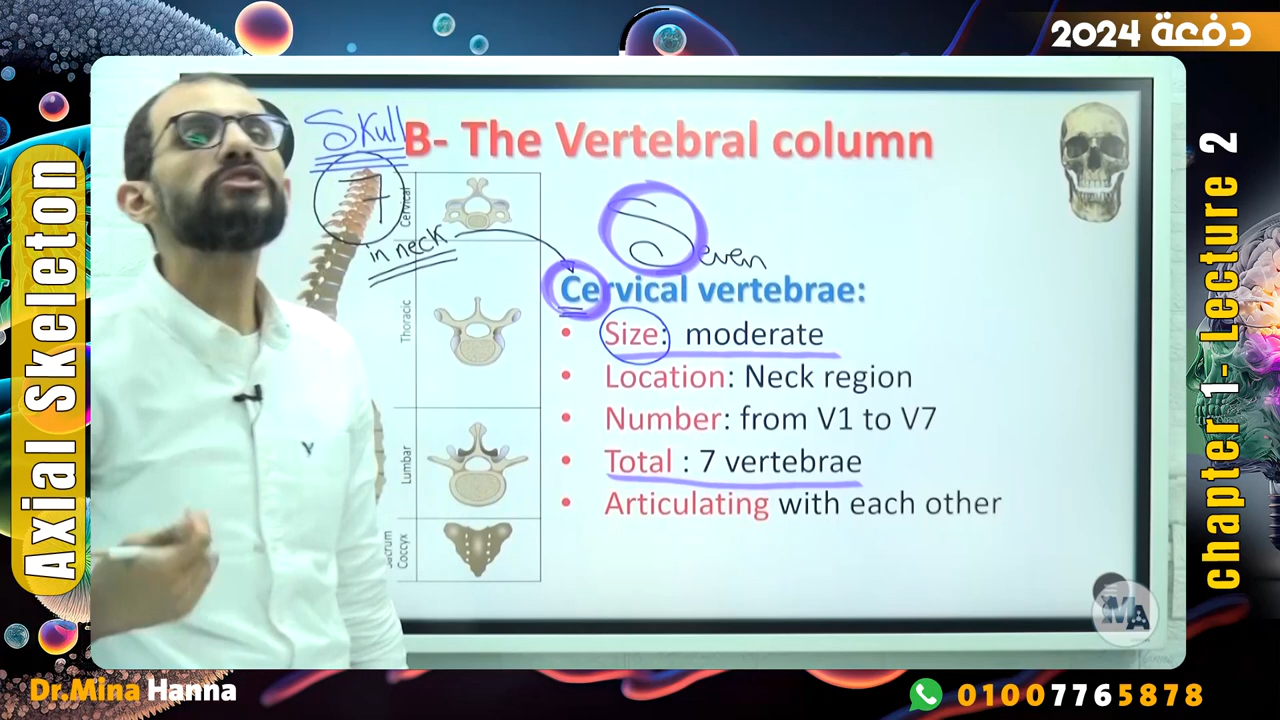 دفعة 2024
Axial Skeleton
chapter 1- Lecture 2
Skull
B- The Vertebral column
7
in neck
Cervical
Thoracic
Lumbar
Coccyx
Seven
Cervical vertebrae:
• Size: moderate
• Location: Neck region
• Number: from V1 to V7
• Total : 7 vertebrae
• Articulating with each other
MA
Dr.Mina Hanna
01007765878